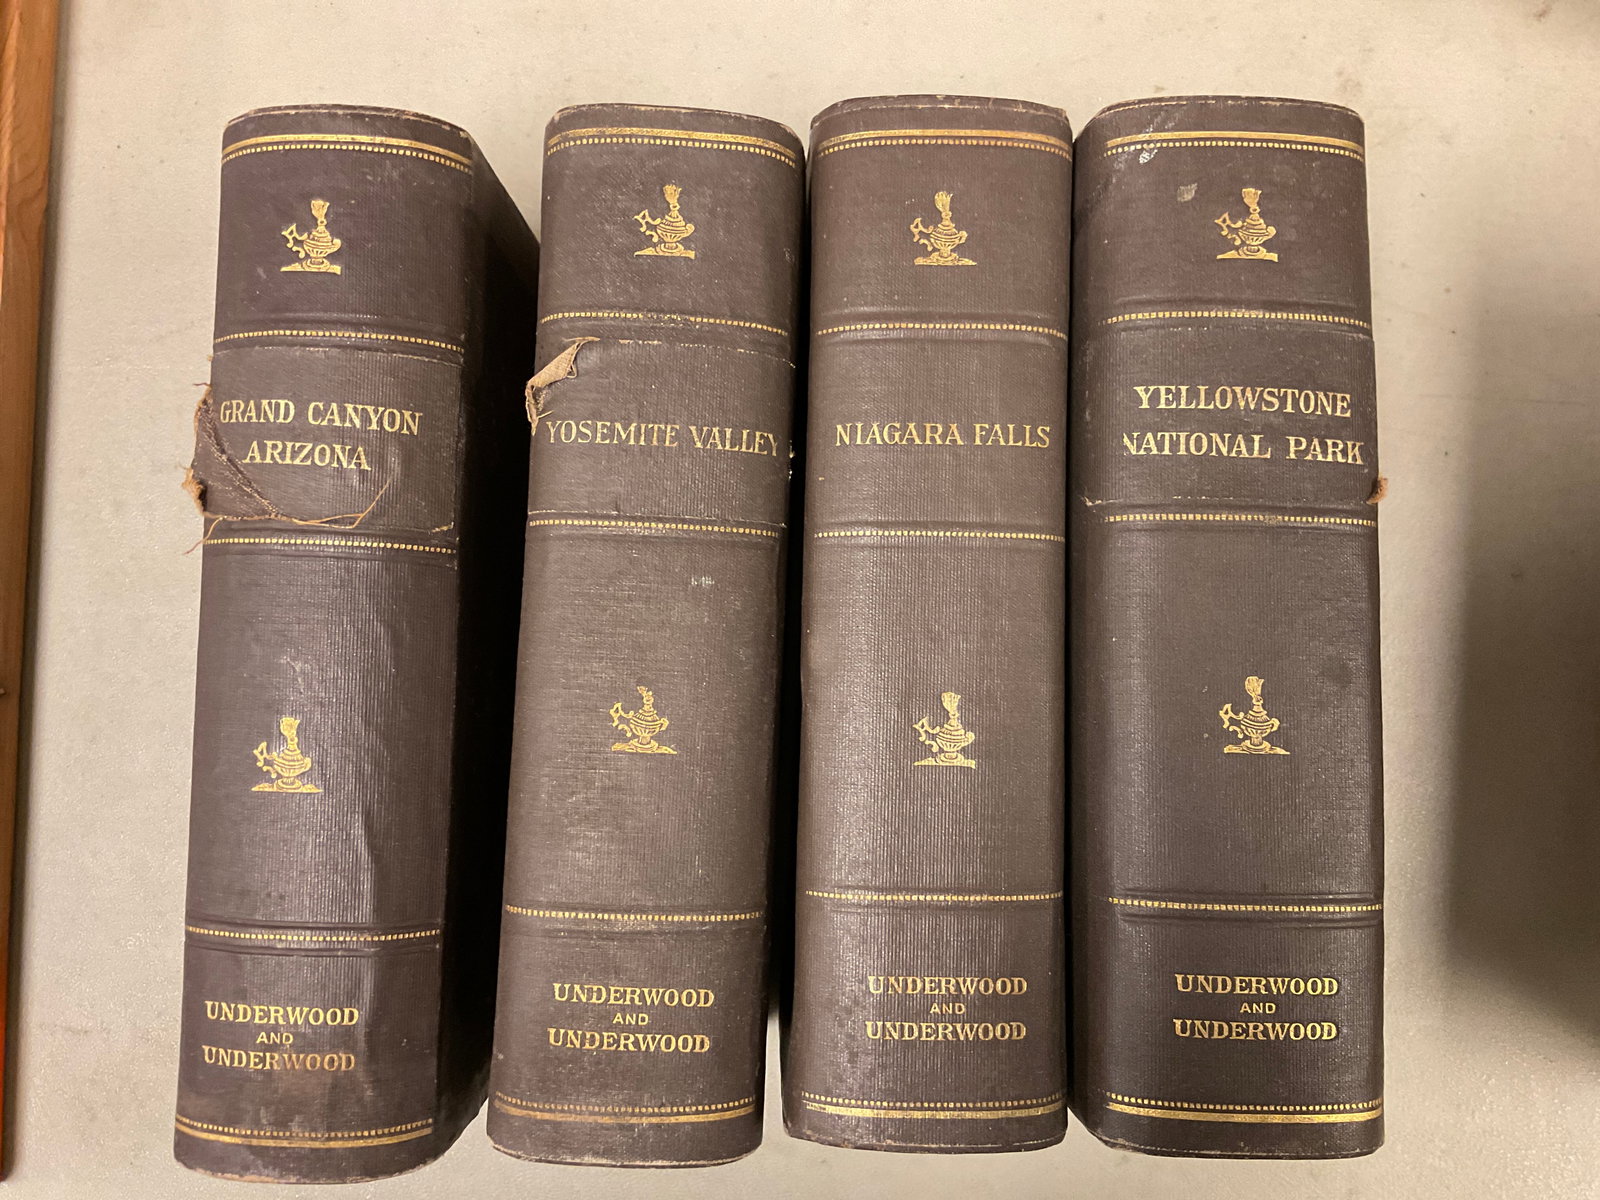 GRAND CANYON
ARIZONA
UNDERWOOD
AND
UNDERWOOD
YOSEMITE VALLEY
UNDERWOOD
AND
UNDERWOOD
NIAGARA FALLS
UNDERWOOD
AND
UNDERWOOD
YELLOWSTONE
NATIONAL PARK
UNDERWOOD
AND
UNDERWOOD